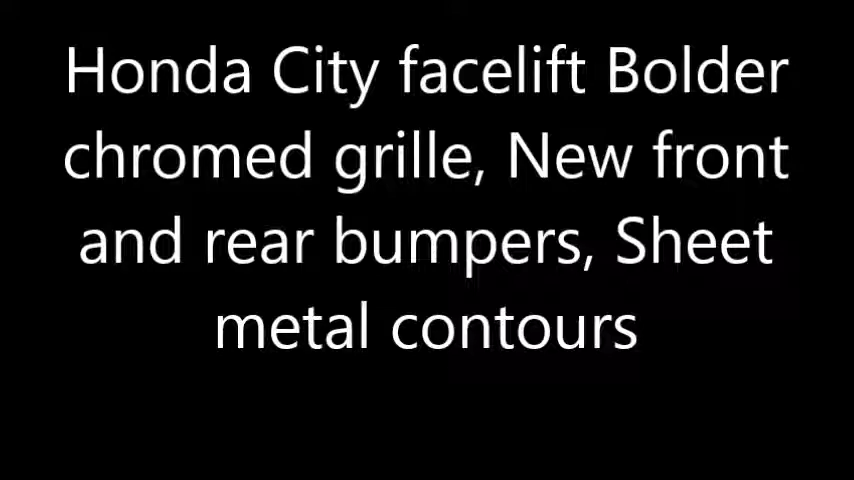 Honda City facelift Bolder
chromed grille, New front
and rear bumpers, Sheet
metal contours